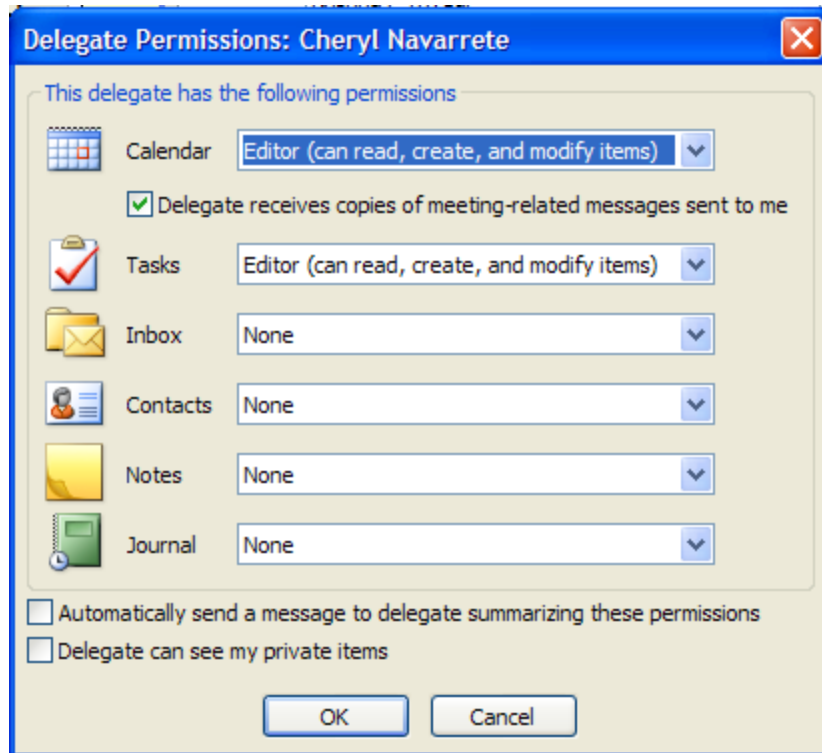 Delegate Permissions: Cheryl Navarrete
This delegate has the following permissions
Calendar Editor (can read, create, and modify items)
Delegate receives copies of meeting-related messages sent to me
Tasks Editor (can read, create, and modify items)
Inbox None
Contacts None
Notes None
Journal None
Automatically send a message to delegate summarizing these permissions
Delegate can see my private items
OK Cancel